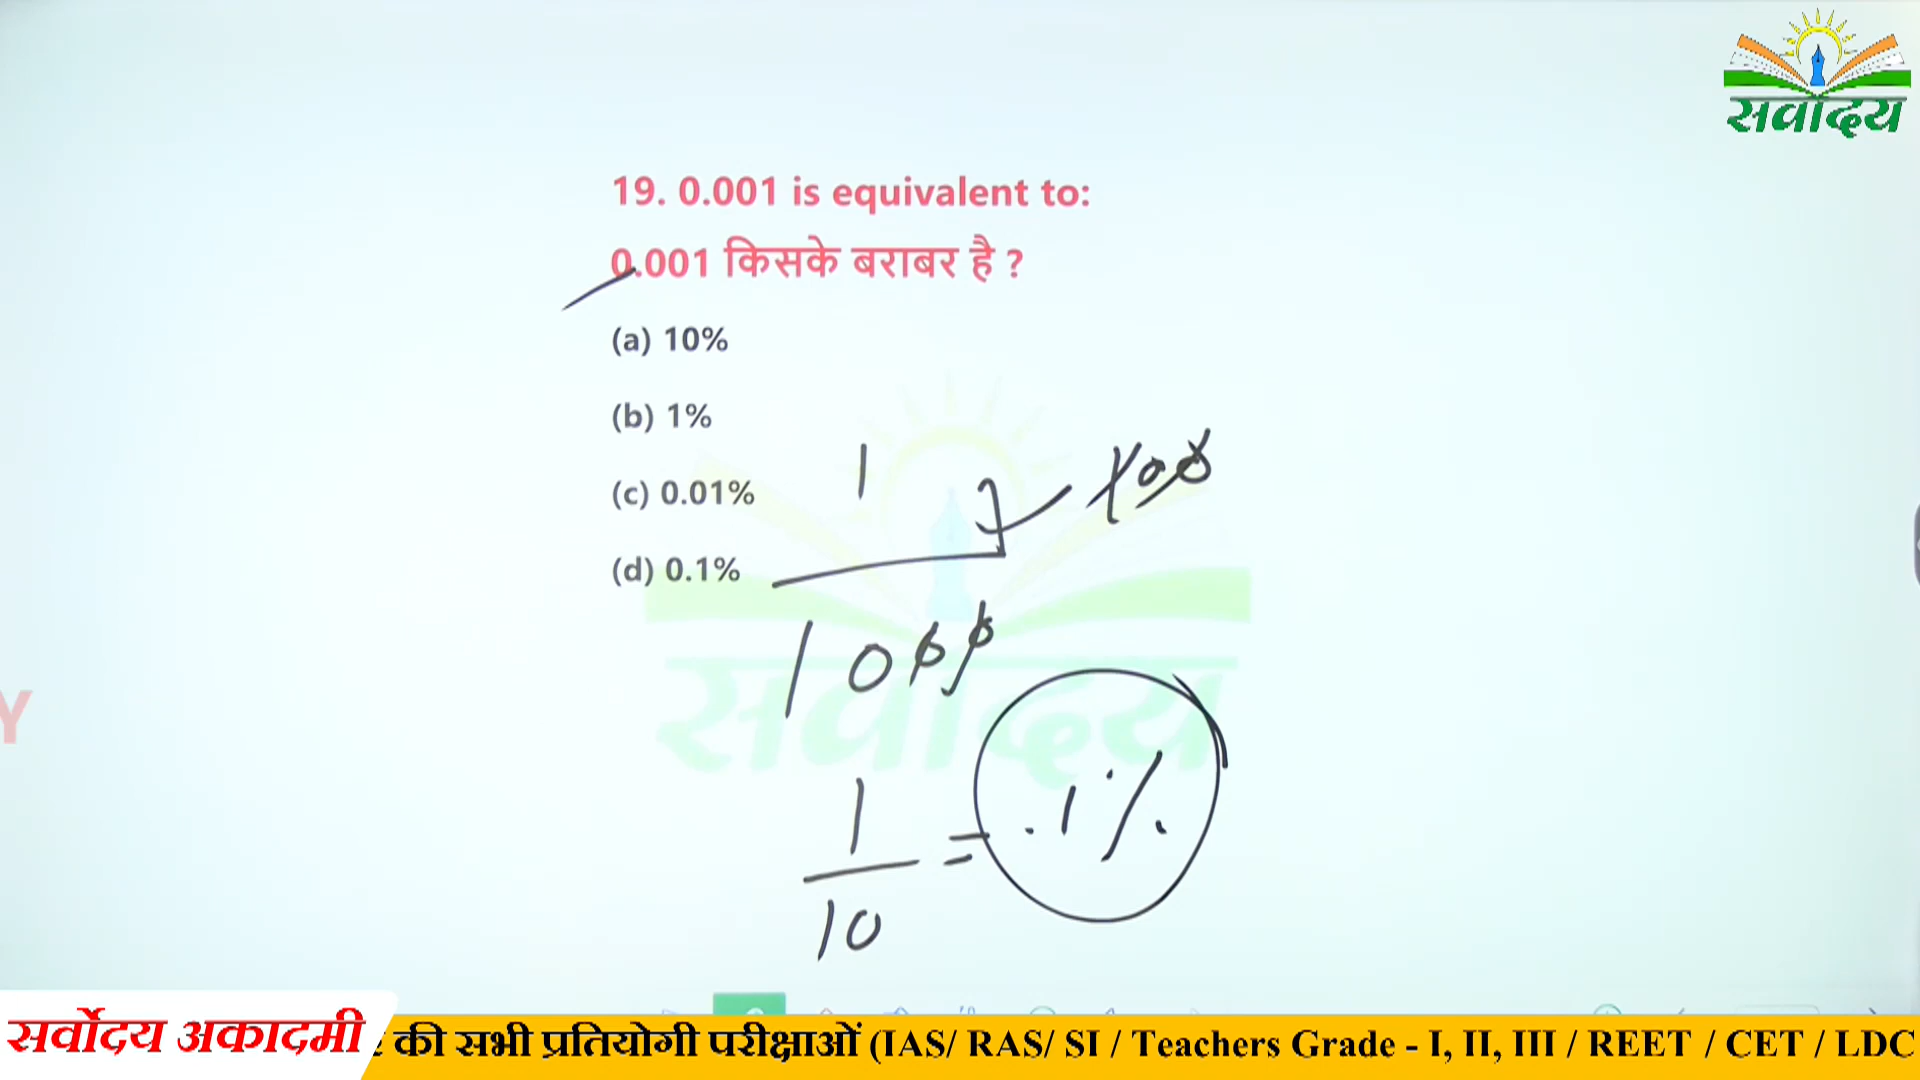 सर्वोदय
19. 0.001 is equivalent to:
0.001 किसके बराबर है ?
(a) 10%
(b) 1%
(c) 0.01%
(d) 0.1%
1
100
1000
सर्वोदय
Y
1
= .1%
10
सर्वोदय अकादमी
की सभी प्रतियोगी परीक्षाओं (IAS/ RAS/ SI / Teachers Grade - I, II, III / REET / CET / LDC